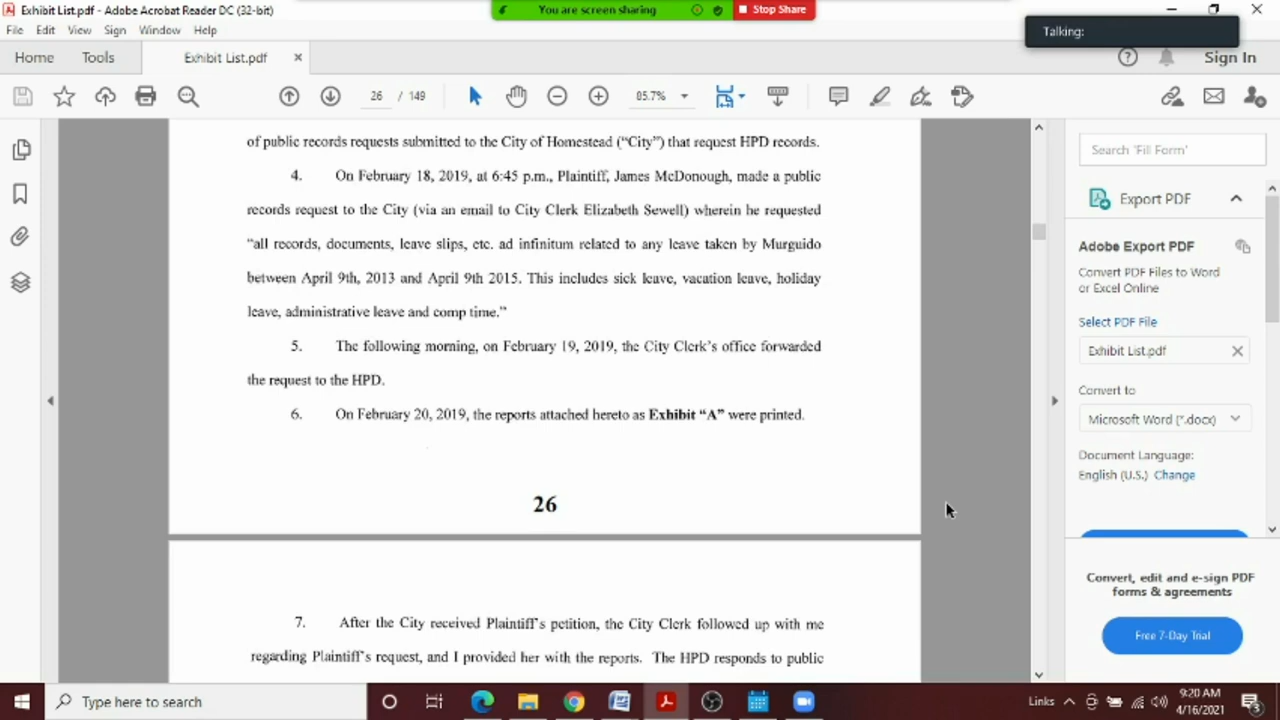 Exhibit List.pdf - Adobe Acrobat Reader DC (32-bit)
You are screen sharing
Stop Share
File Edit View Sign Window Help
Talking:
Home Tools Exhibit List.pdf
Sign In
26 / 149
85.7%
of public records requests submitted to the City of Homestead (“City”) that request HPD records.
4. On February 18, 2019, at 6:45 p.m., Plaintiff, James McDonough, made a public
records request to the City (via an email to City Clerk Elizabeth Sewell) wherein he requested
“all records, documents, leave slips, etc. ad infinitum related to any leave taken by Murguido
between April 9th, 2013 and April 9th 2015. This includes sick leave, vacation leave, holiday
leave, administrative leave and comp time.”
5. The following morning, on February 19, 2019, the City Clerk’s office forwarded
the request to the HPD.
6. On February 20, 2019, the reports attached hereto as Exhibit “A” were printed.
26
7. After the City received Plaintiff’s petition, the City Clerk followed up with me
regarding Plaintiff’s request, and I provided her with the reports. The HPD responds to public
Search 'Fill Form'
Export PDF
Adobe Export PDF
Convert PDF Files to Word
or Excel Online
Select PDF File
Exhibit List.pdf
Convert to
Microsoft Word (*.docx)
Document Language:
English (U.S.) Change
Convert, edit and e-sign PDF
forms & agreements
Free 7-Day Trial
Type here to search
Links
9:20 AM
4/16/2021
3